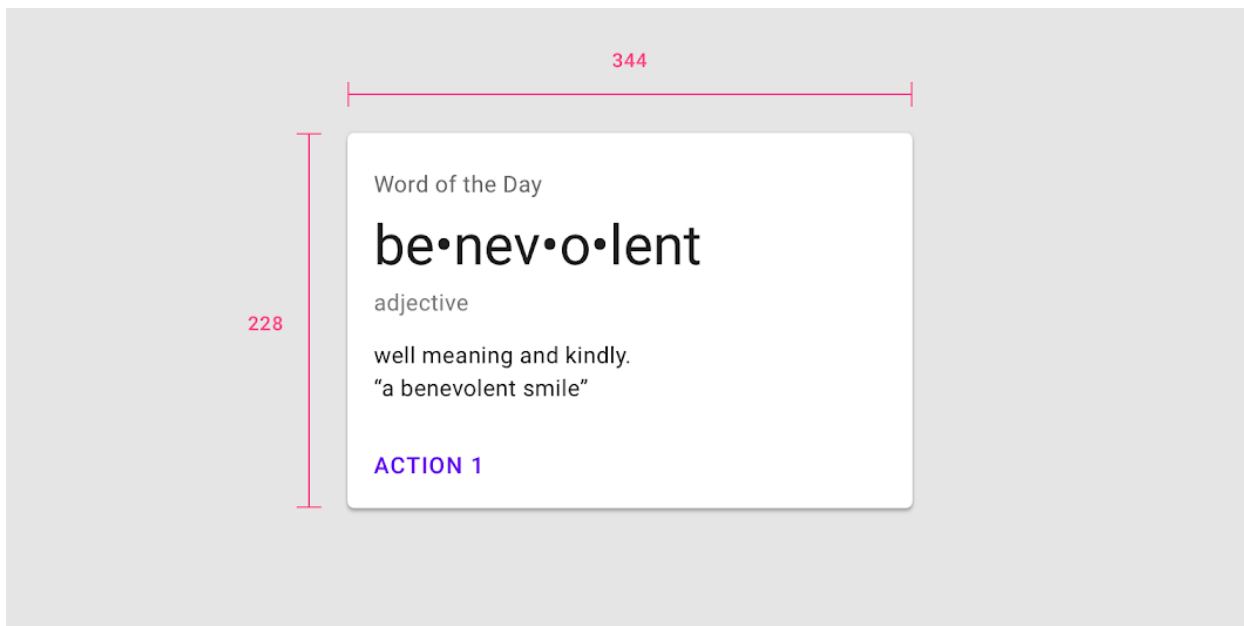 344
228
Word of the Day
be•nev•o•lent
adjective
well meaning and kindly.
“a benevolent smile”
ACTION 1